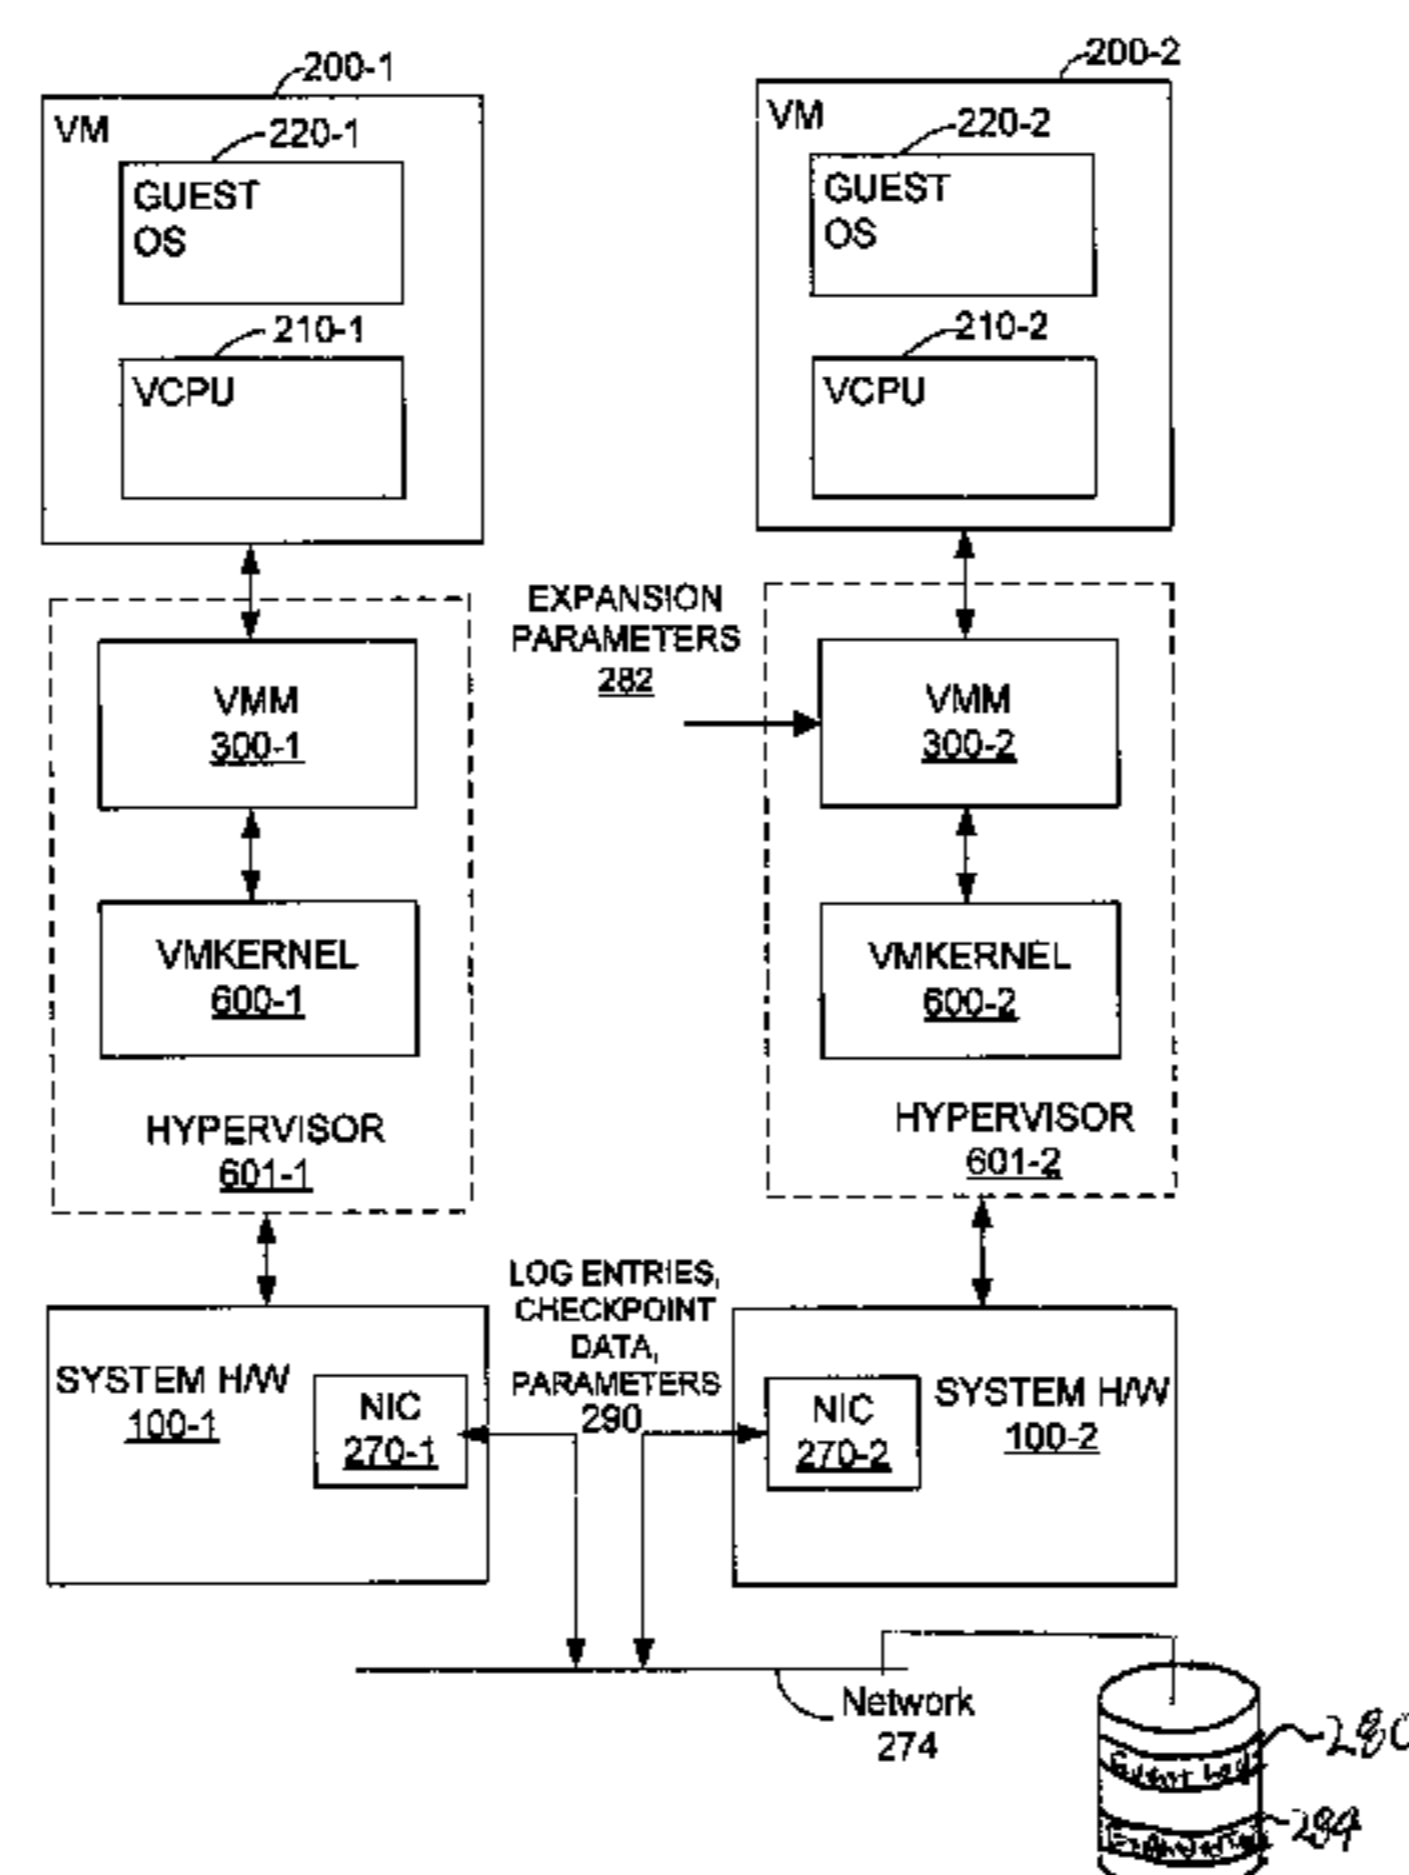 200-1
VM
220-1
GUEST
OS
210-1
VCPU
200-2
VM
220-2
GUEST
OS
210-2
VCPU
EXPANSION
PARAMETERS
282
VMM
300-1
VMKERNEL
600-1
HYPERVISOR
601-1
VMM
300-2
VMKERNEL
600-2
HYPERVISOR
601-2
LOG ENTRIES,
CHECKPOINT
DATA,
PARAMETERS
290
SYSTEM H/W
100-1
NIC
270-1
NIC
270-2
SYSTEM H/W
100-2
Network
274
280
Event Log
284